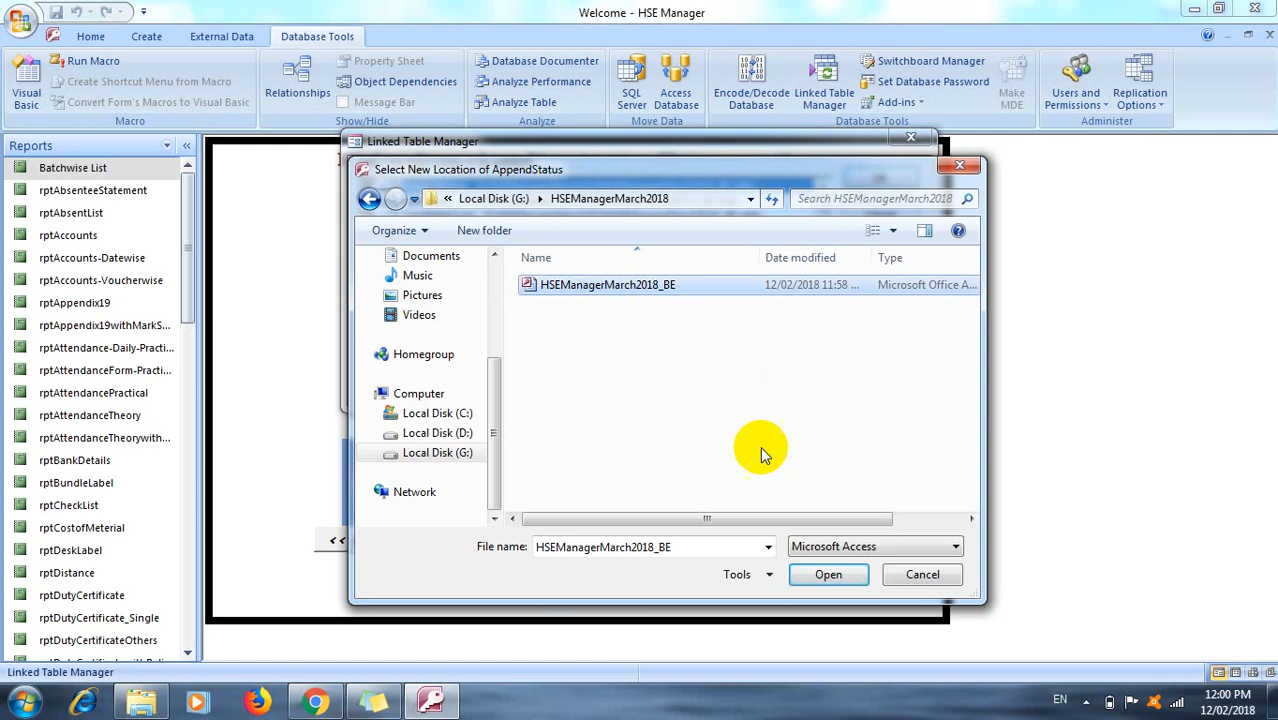 Welcome - HSE Manager
Home
Create
External Data
Database Tools
Visual Basic
Run Macro
Create Shortcut Menu from Macro
Convert Form's Macros to Visual Basic
Macro
Relationships
Property Sheet
Object Dependencies
Message Bar
Show/Hide
Database Documenter
Analyze Performance
Analyze Table
Analyze
SQL Server
Access Database
Move Data
Encode/Decode Database
Linked Table Manager
Switchboard Manager
Set Database Password
Add-ins
Make MDE
Database Tools
Users and Permissions
Replication Options
Administer
Reports
Batchwise List
rptAbsenteeStatement
rptAbsentList
rptAccounts
rptAccounts-Datewise
rptAccounts-Voucherwise
rptAppendix19
rptAppendix19withMarkS...
rptAttendance-Daily-Practi...
rptAttendanceForm-Practi...
rptAttendancePractical
rptAttendanceTheory
rptAttendanceTheorywith...
rptBankDetails
rptBundleLabel
rptCheckList
rptCostofMeterial
rptDeskLabel
rptDistance
rptDutyCertificate
rptDutyCertificate_Single
rptDutyCertificateOthers
Linked Table Manager
Select New Location of AppendStatus
« Local Disk (G:) HSEManagerMarch2018
Search HSEManagerMarch2018
Organize
New folder
Documents
Music
Pictures
Videos
Homegroup
Computer
Local Disk (C:)
Local Disk (D:)
Local Disk (G:)
Network
Name
Date modified
Type
HSEManagerMarch2018_BE
12/02/2018 11:58 ...
Microsoft Office A...
<<
File name:
HSEManagerMarch2018_BE
Microsoft Access
Tools
Open
Cancel
Linked Table Manager
EN
12:00 PM
12/02/2018